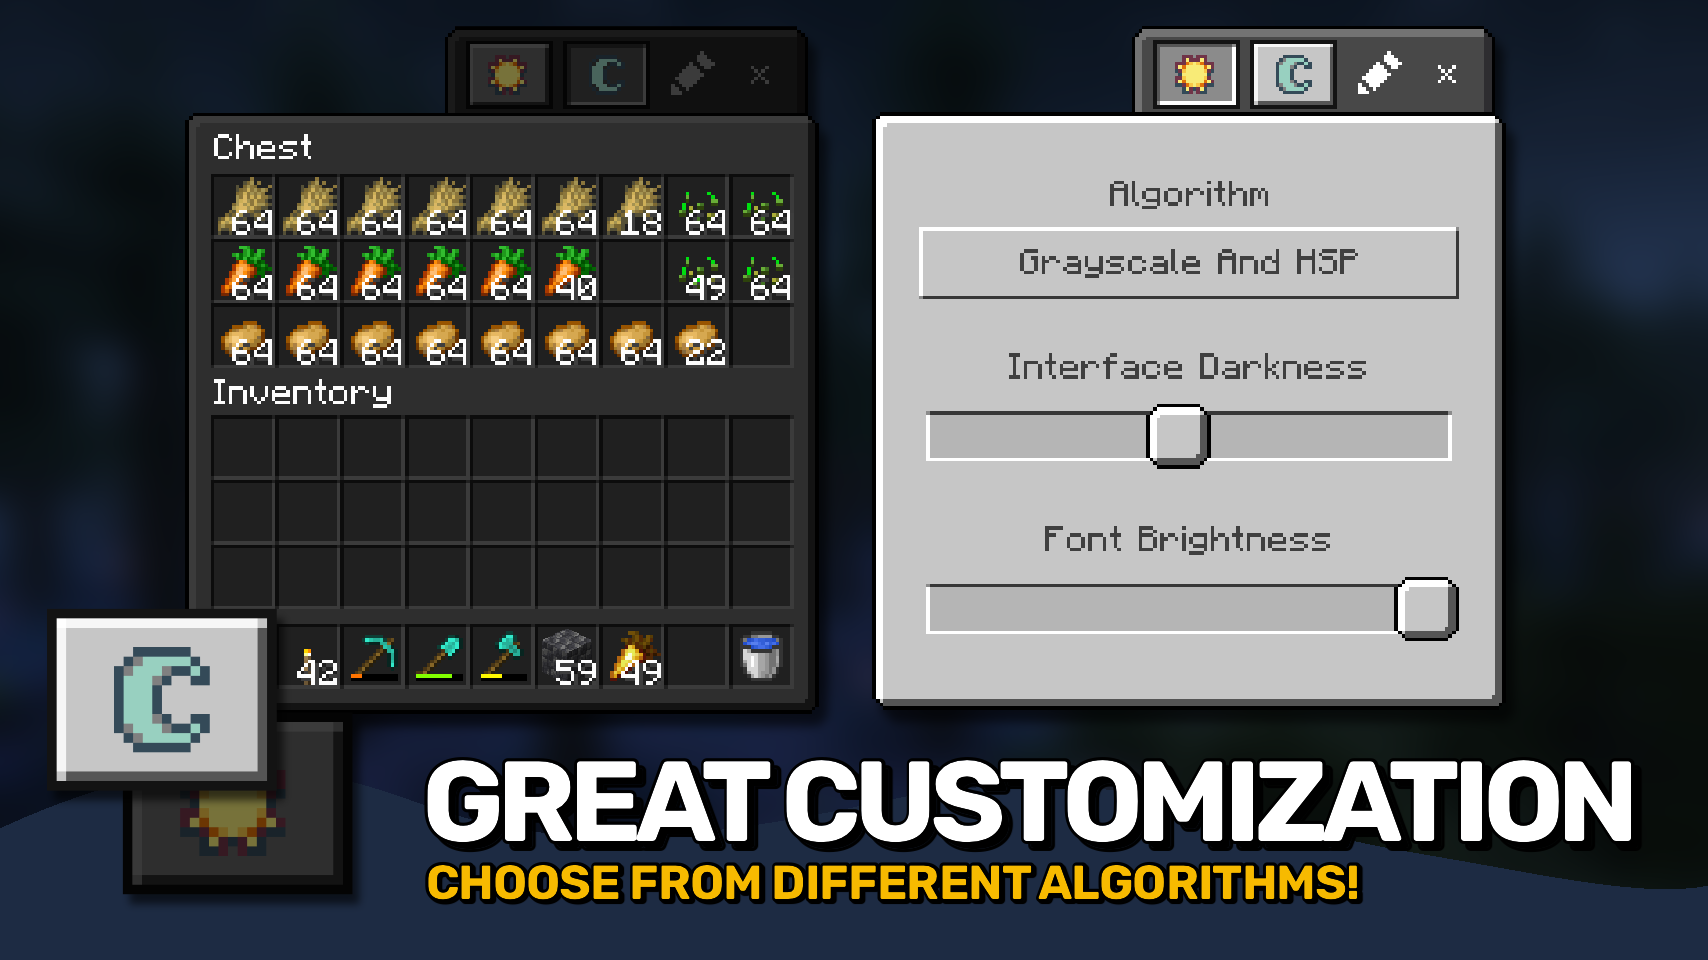 Chest
64 64 64 64 64 64 18 64 64
64 64 64 64 64 40 49 64
64 64 64 64 64 64 64 22
Inventory
42 59 49
Algorithm
Grayscale And HSP
Interface Darkness
Font Brightness
GREAT CUSTOMIZATION
CHOOSE FROM DIFFERENT ALGORITHMS!